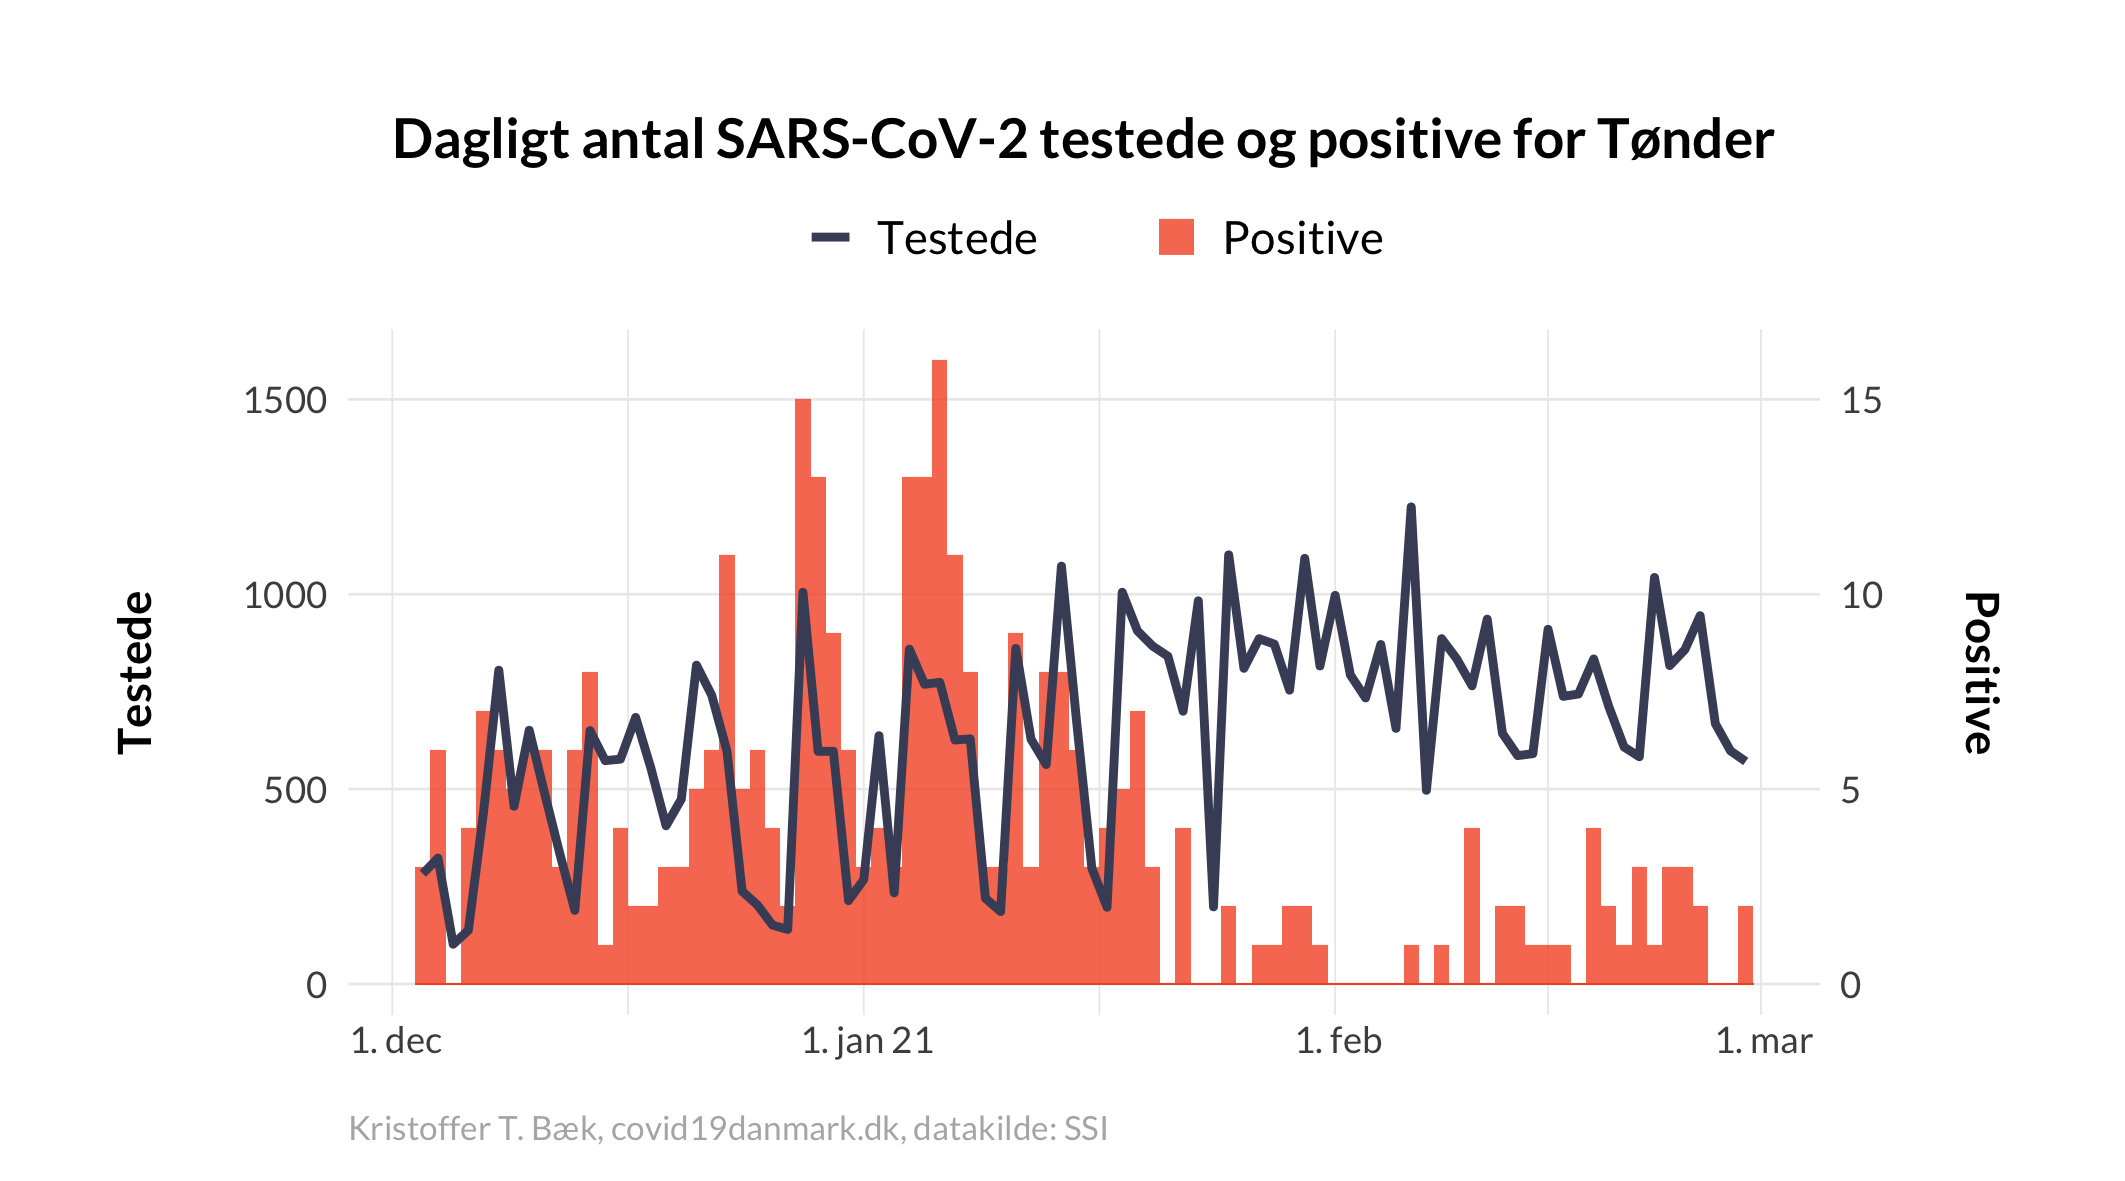 Dagligt antal SARS-CoV-2 testede og positive for Tønder
Testede Positive
1500 15
1000 10
500 5
0 0
Testede
Positive
1. dec 1. jan 21 1. feb 1. mar
Kristoffer T. Bæk, covid19danmark.dk, datakilde: SSI